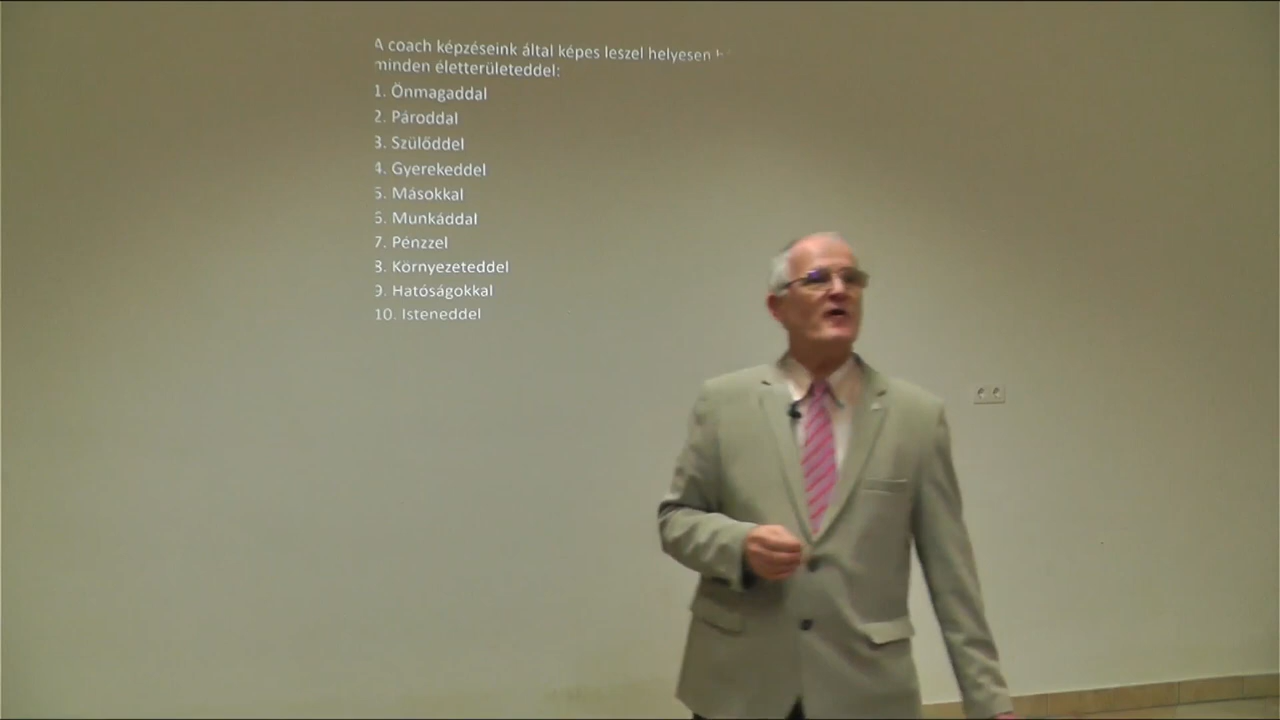 A coach képzéseink által képes leszel helyesen
minden életterületeddel:
1. Önmagaddal
2. Pároddal
3. Szülőddel
4. Gyerekeddel
5. Másokkal
6. Munkáddal
7. Pénzzel
8. Környezeteddel
9. Hatóságokkal
10. Isteneddel